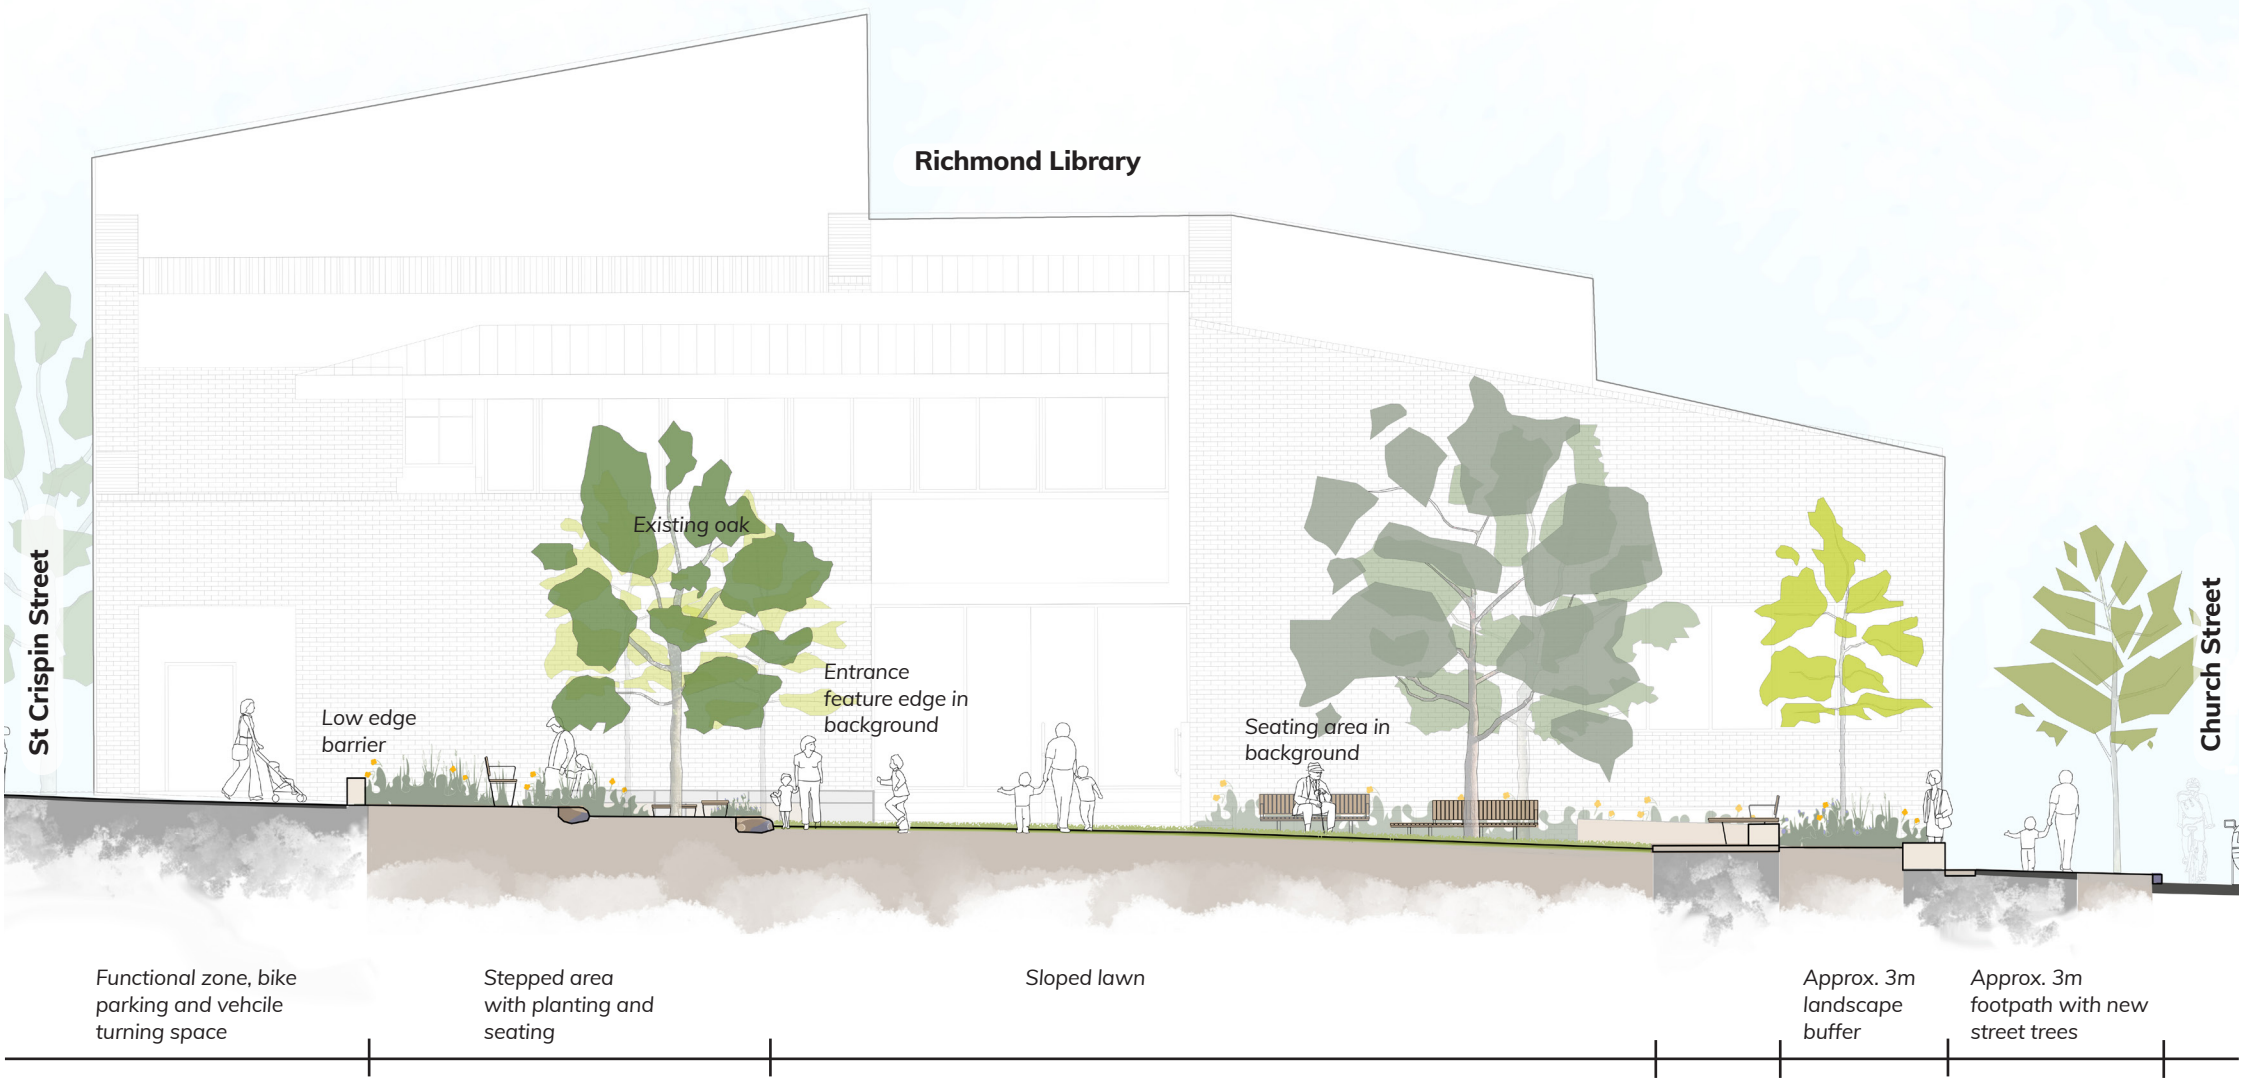 Richmond Library
St Crispin Street
Existing oak
Low edge
barrier
Entrance
feature edge in
background
Seating area in
background
Church Street
Functional zone, bike
parking and vehcile
turning space
Stepped area
with planting and
seating
Sloped lawn
Approx. 3m
landscape
buffer
Approx. 3m
footpath with new
street trees